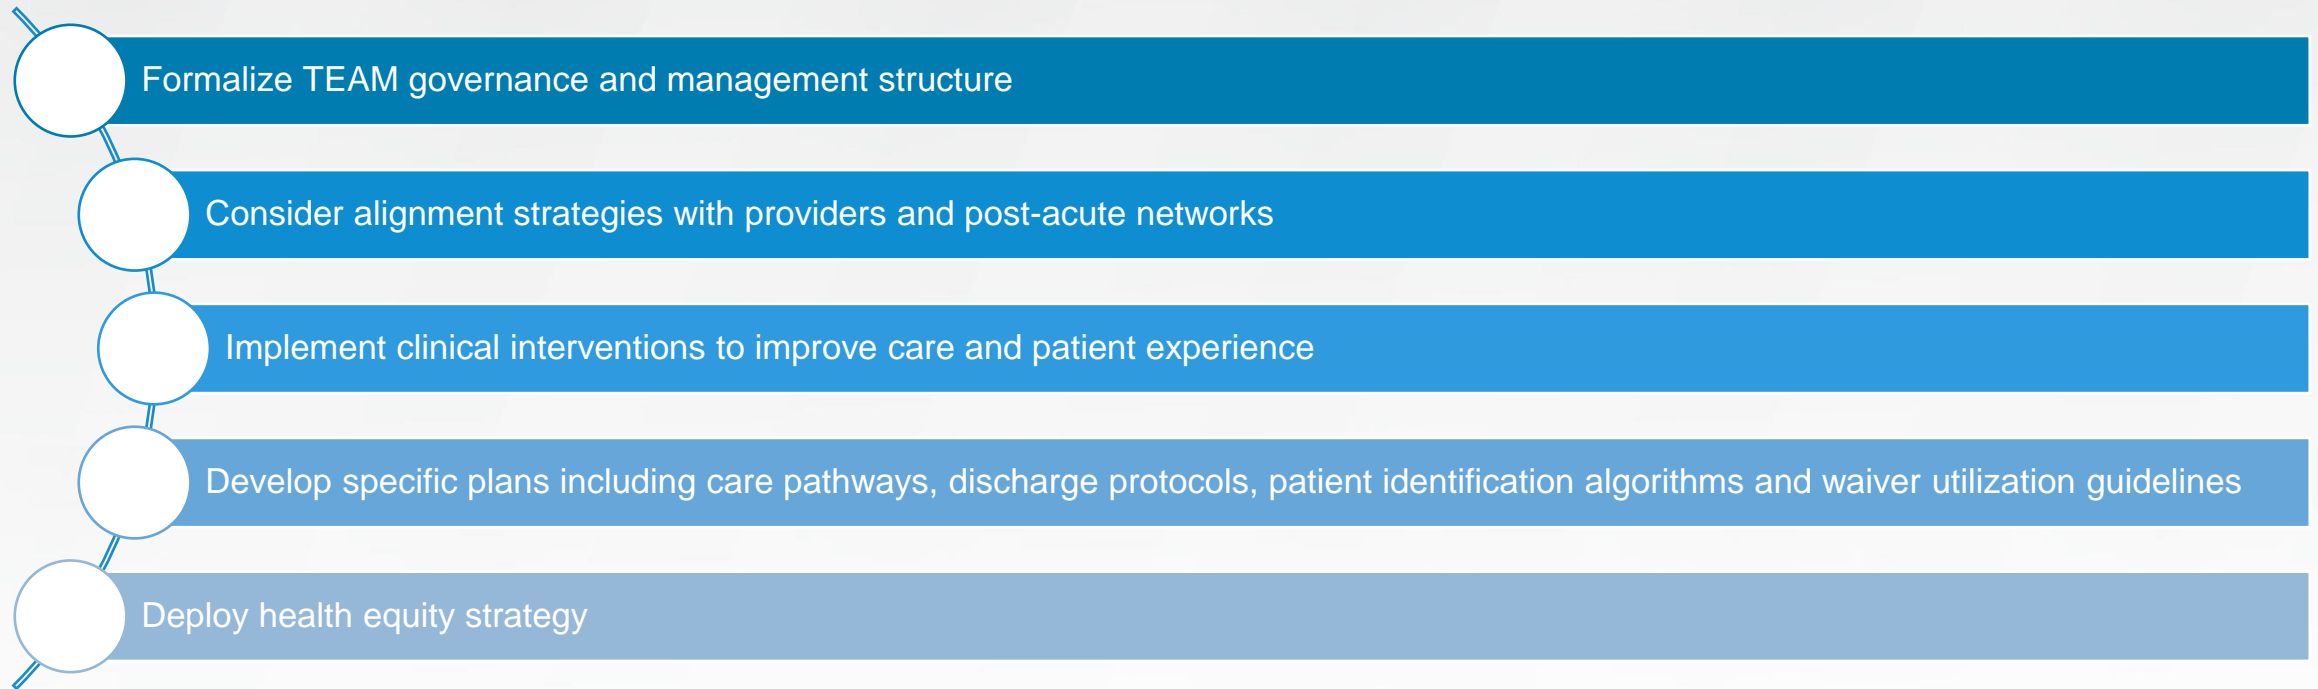 Formalize TEAM governance and management structure
Consider alignment strategies with providers and post-acute networks
Implement clinical interventions to improve care and patient experience
Develop specific plans including care pathways, discharge protocols, patient identification algorithms and waiver utilization guidelines
Deploy health equity strategy